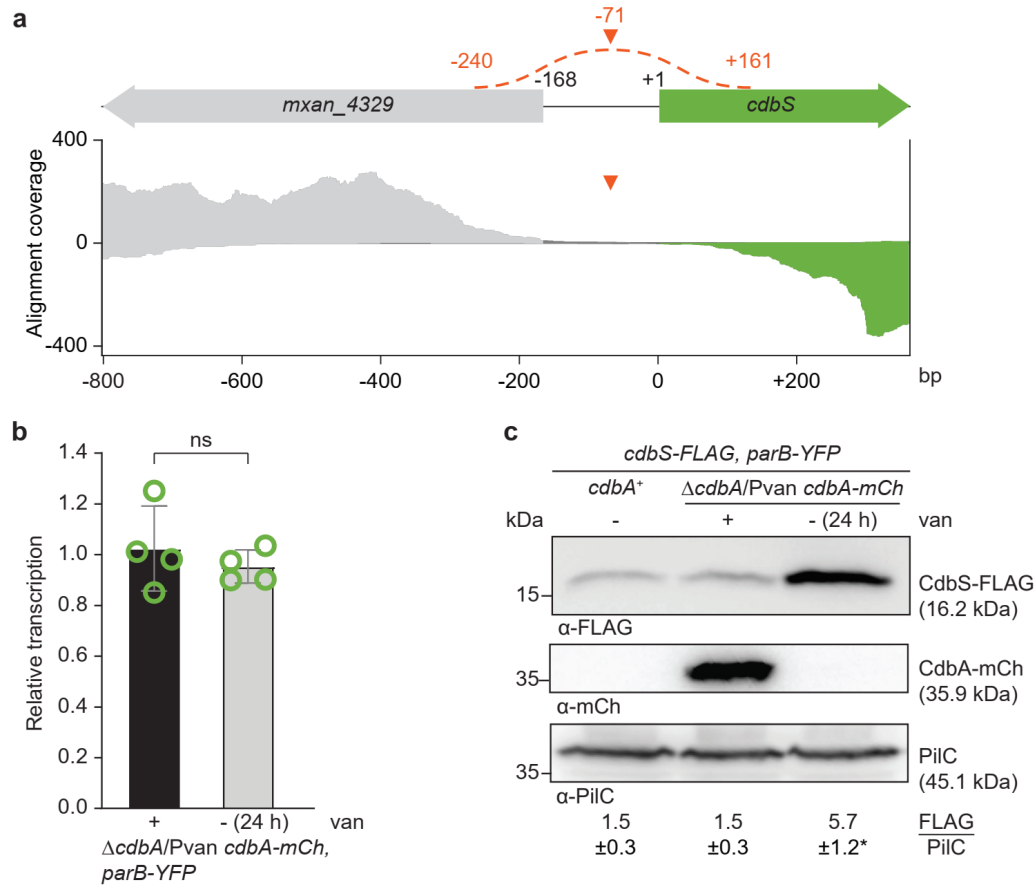 a
-71
-240
+161
-168
+1
mxan_4329
cdbS
Alignment coverage
400
0
-400
-800
-600
-400
-200
0
+200
bp
b
ns
Relative transcription
1.4
1.2
1.0
0.8
0.6
0.4
0.2
0.0
+
- (24 h)
van
ΔcdbA/Pvan cdbA-mCh,
parB-YFP
c
cdbS-FLAG, parB-YFP
cdbA⁺
ΔcdbA/Pvan cdbA-mCh
kDa
-
+
- (24 h)
van
15
CdbS-FLAG
(16.2 kDa)
α-FLAG
35
CdbA-mCh
(35.9 kDa)
α-mCh
35
PilC
(45.1 kDa)
α-PilC
1.5 1.5 5.7 FLAG
±0.3 ±0.3 ±1.2* PilC